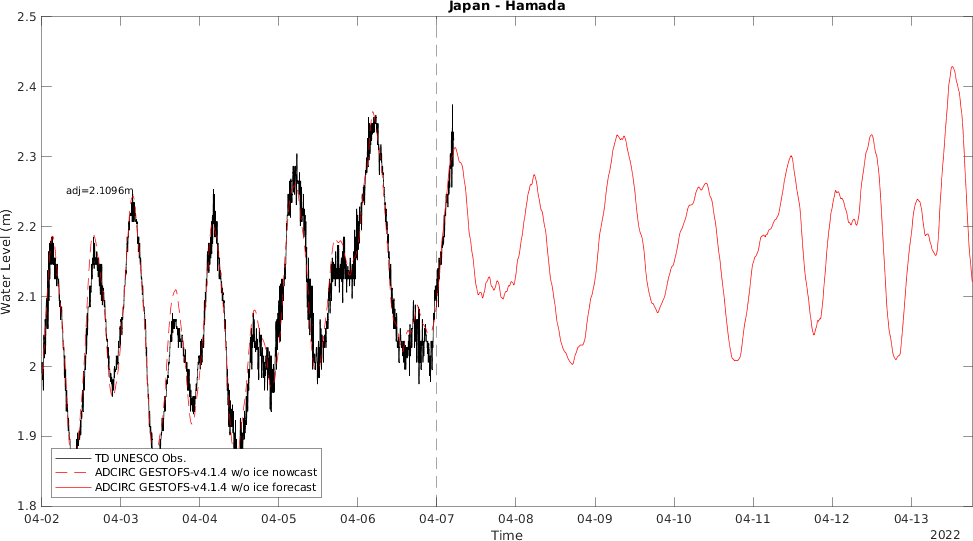 Japan - Hamada
2.5
2.4
2.3
2.2
2.1
2
1.9
1.8
Water Level (m)
adj=2.1096m
TD UNESCO Obs.
ADCIRC GESTOFS-v4.1.4 w/o ice nowcast
ADCIRC GESTOFS-v4.1.4 w/o ice forecast
04-02 04-03 04-04 04-05 04-06 04-07 04-08 04-09 04-10 04-11 04-12 04-13
Time
2022